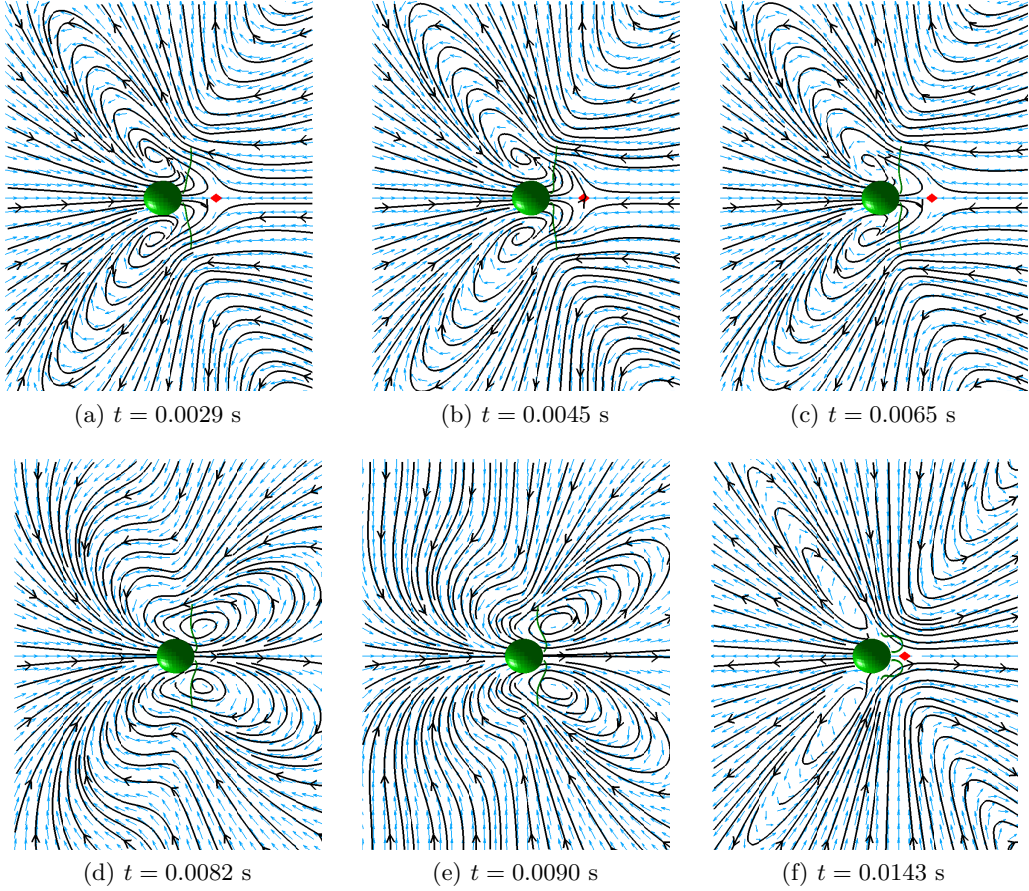 (a) t = 0.0029 s
(b) t = 0.0045 s
(c) t = 0.0065 s
(d) t = 0.0082 s
(e) t = 0.0090 s
(f) t = 0.0143 s